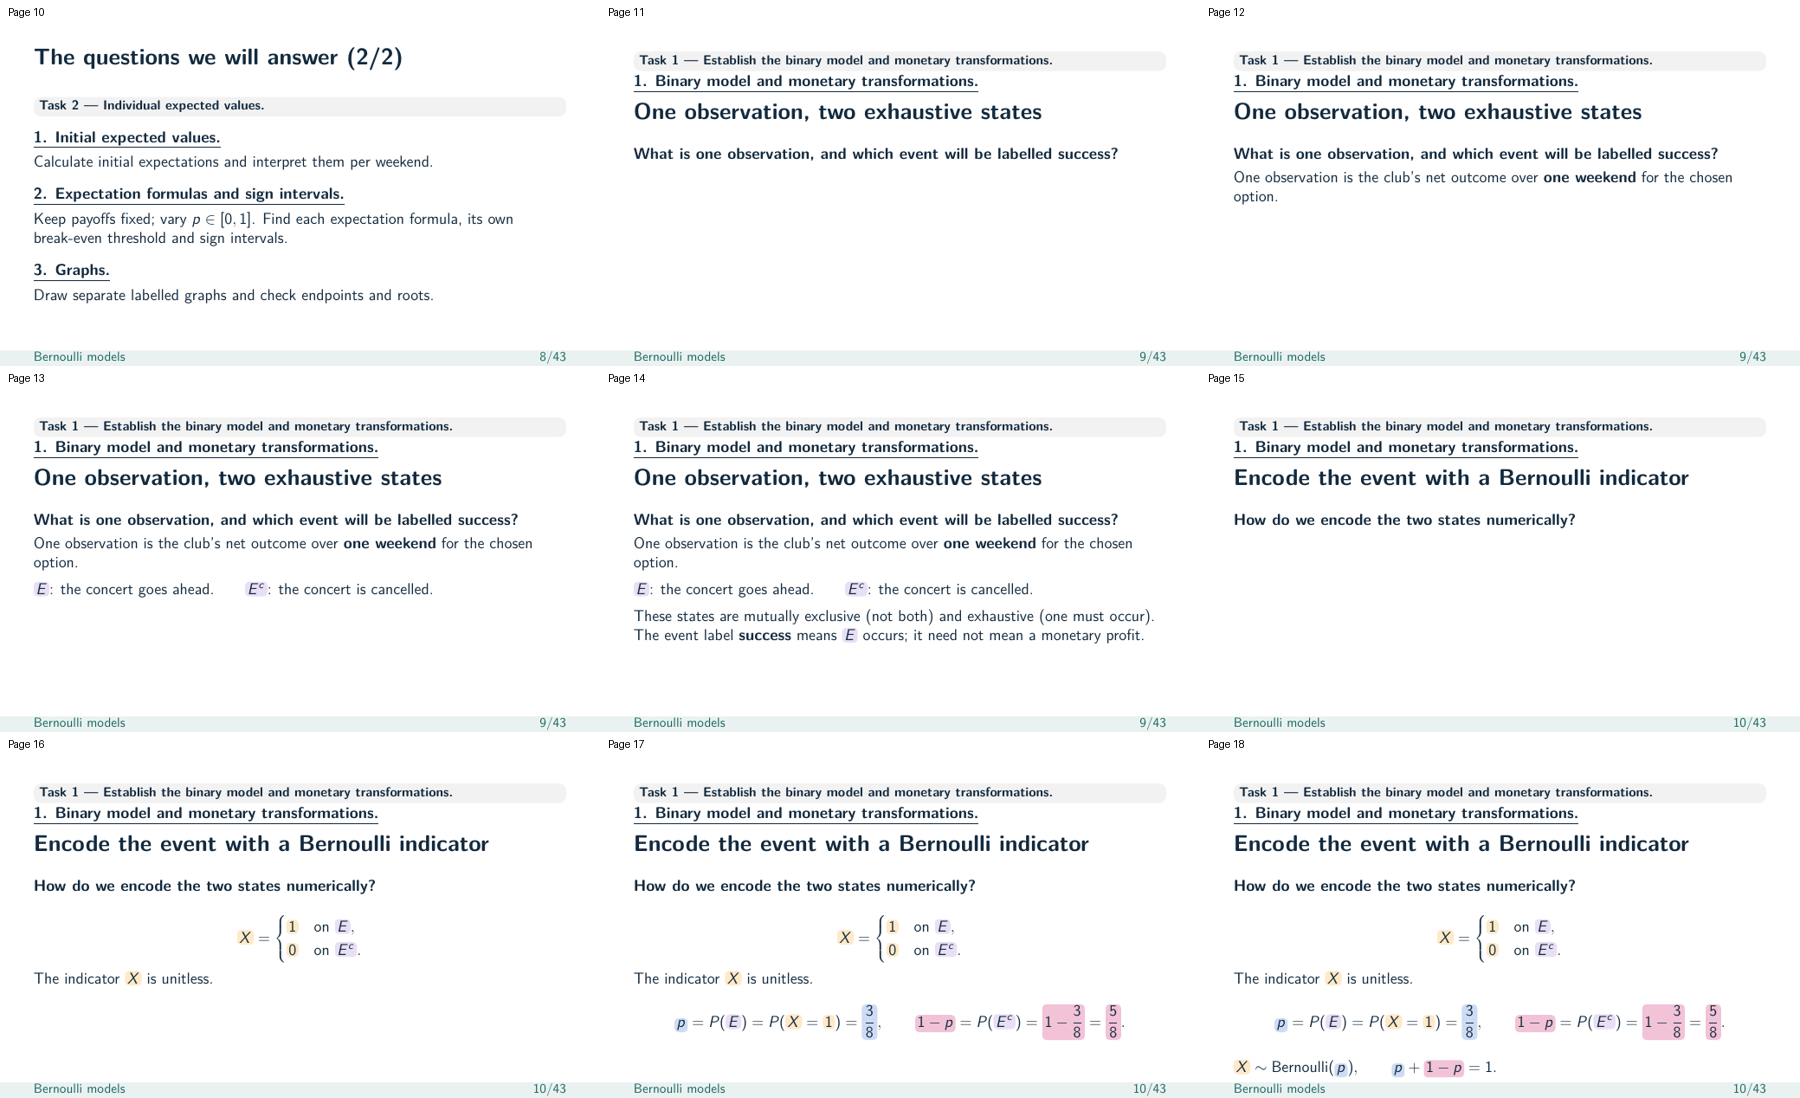 Page 10
The questions we will answer (2/2)
Task 2 — Individual expected values.
1. Initial expected values.
Calculate initial expectations and interpret them per weekend.
2. Expectation formulas and sign intervals.
Keep payoffs fixed; vary p ∈ [0, 1]. Find each expectation formula, its own
break-even threshold and sign intervals.
3. Graphs.
Draw separate labelled graphs and check endpoints and roots.
Bernoulli models 8/43
Page 11
Task 1 — Establish the binary model and monetary transformations.
1. Binary model and monetary transformations.
One observation, two exhaustive states
What is one observation, and which event will be labelled success?
Bernoulli models 9/43
Page 12
Task 1 — Establish the binary model and monetary transformations.
1. Binary model and monetary transformations.
One observation, two exhaustive states
What is one observation, and which event will be labelled success?
One observation is the club's net outcome over one weekend for the chosen
option.
Bernoulli models 9/43
Page 13
Task 1 — Establish the binary model and monetary transformations.
1. Binary model and monetary transformations.
One observation, two exhaustive states
What is one observation, and which event will be labelled success?
One observation is the club's net outcome over one weekend for the chosen
option.
E: the concert goes ahead. E^c: the concert is cancelled.
Bernoulli models 9/43
Page 14
Task 1 — Establish the binary model and monetary transformations.
1. Binary model and monetary transformations.
One observation, two exhaustive states
What is one observation, and which event will be labelled success?
One observation is the club's net outcome over one weekend for the chosen
option.
E: the concert goes ahead. E^c: the concert is cancelled.
These states are mutually exclusive (not both) and exhaustive (one must occur).
The event label success means E occurs; it need not mean a monetary profit.
Bernoulli models 9/43
Page 15
Task 1 — Establish the binary model and monetary transformations.
1. Binary model and monetary transformations.
Encode the event with a Bernoulli indicator
How do we encode the two states numerically?
Bernoulli models 10/43
Page 16
Task 1 — Establish the binary model and monetary transformations.
1. Binary model and monetary transformations.
Encode the event with a Bernoulli indicator
How do we encode the two states numerically?
X = { 1 on E,
0 on E^c.
The indicator X is unitless.
Bernoulli models 10/43
Page 17
Task 1 — Establish the binary model and monetary transformations.
1. Binary model and monetary transformations.
Encode the event with a Bernoulli indicator
How do we encode the two states numerically?
X = { 1 on E,
0 on E^c.
The indicator X is unitless.
p = P(E) = P(X = 1) = 3/8, 1 − p = P(E^c) = 1 − 3/8 = 5/8.
Bernoulli models 10/43
Page 18
Task 1 — Establish the binary model and monetary transformations.
1. Binary model and monetary transformations.
Encode the event with a Bernoulli indicator
How do we encode the two states numerically?
X = { 1 on E,
0 on E^c.
The indicator X is unitless.
p = P(E) = P(X = 1) = 3/8, 1 − p = P(E^c) = 1 − 3/8 = 5/8.
X ∼ Bernoulli(p), p + 1 − p = 1.
Bernoulli models 10/43